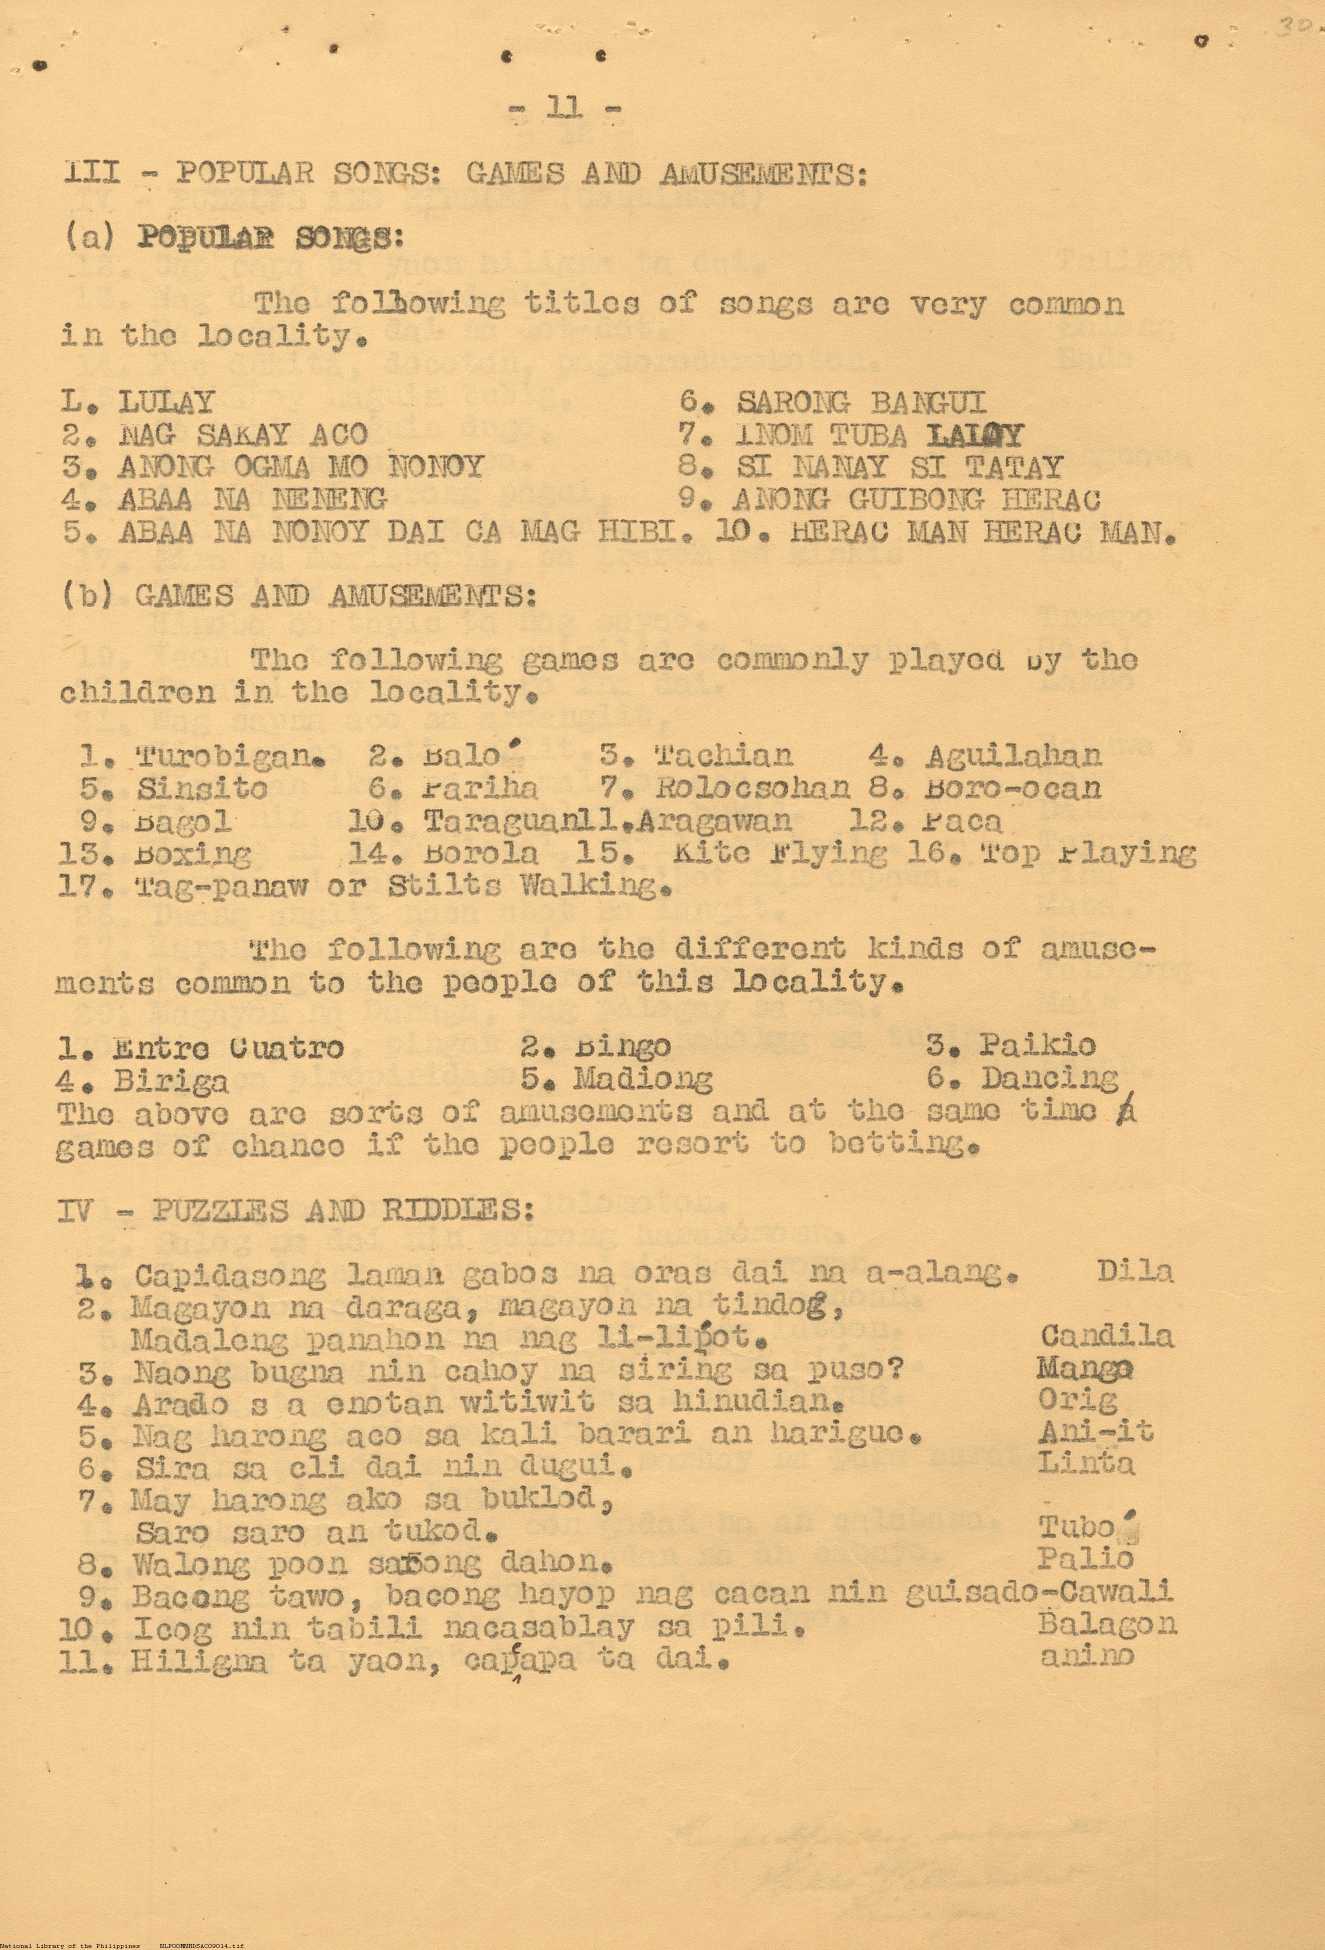 30.
- 11 -
III - POPULAR SONGS: GAMES AND AMUSEMENTS:
(a) POPULAR SONGS:
The following titles of songs are very common
in the locality.
L. LULAY 6. SARONG BANGUI
2. NAG SAKAY ACO 7. INOM TUBA LALOY
3. ANONG OGMA MO NONOY 8. SI NANAY SI TATAY
4. ABAA NA NENENG 9. ANONG GUIBONG HERAC
5. ABAA NA NONOY DAI CA MAG HIBI. 10. HERAC MAN HERAC MAN.
(b) GAMES AND AMUSEMENTS:
The following games are commonly played by the
children in the locality.
1. Turobigan. 2. Balo' 3. Tachian 4. Aguilahan
5. Sinsito 6. Pariha 7. Rolocsohan 8. Boro-ocan
9. Bagol 10. Taraguan 11. Aragawan 12. Paca
13. Boxing 14. Borola 15. Kite Flying 16. Top Playing
17. Tag-panaw or Stilts Walking.
The following are the different kinds of amuse-
ments common to the people of this locality.
1. Entre Cuatro 2. Bingo 3. Paikio
4. Biriga 5. Madiong 6. Dancing
The above are sorts of amusements and at the same time
games of chance if the people resort to betting.
IV - PUZZLES AND RIDDLES:
1. Capidasong laman gabos na oras dai na a-alang. Dila
2. Magayon na daraga, magayon na tindog,
Madaleng panahon na nag li-lipot. Candila
3. Naong bugna nin cahoy na siring sa puso? Mango
4. Arado s a enotan witiwit sa hinudian. Orig
5. Nag harong aco sa kali barari an harigue. Ani-it
6. Sira sa cli dai nin dugui. Linta
7. May harong ako sa buklod,
Saro saro an tukod. Tubo'
8. Walong poon sarong dahon. Palio
9. Bacong tawo, bacong hayop nag cacan nin guisado-Cawali
10. Icog nin tabili nacasablay sa pili. Balagon
11. Hiligna ta yaon, capcapa ta dai. anino
National Library of the Philippines NLPOOMNHDSAC09014.tif